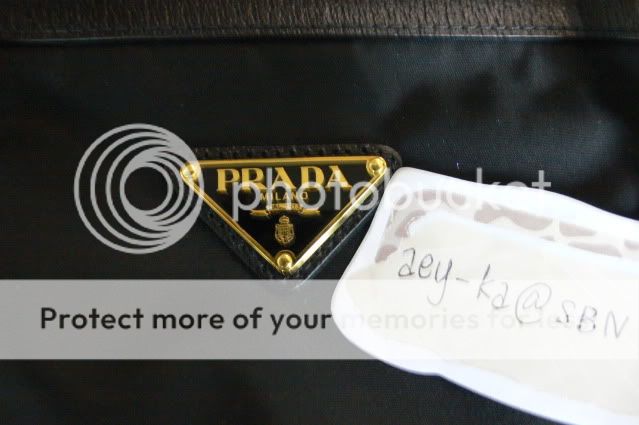 PRADA
MILANO
photobucket
aey-ka@SBN
Protect more of your memories for less!